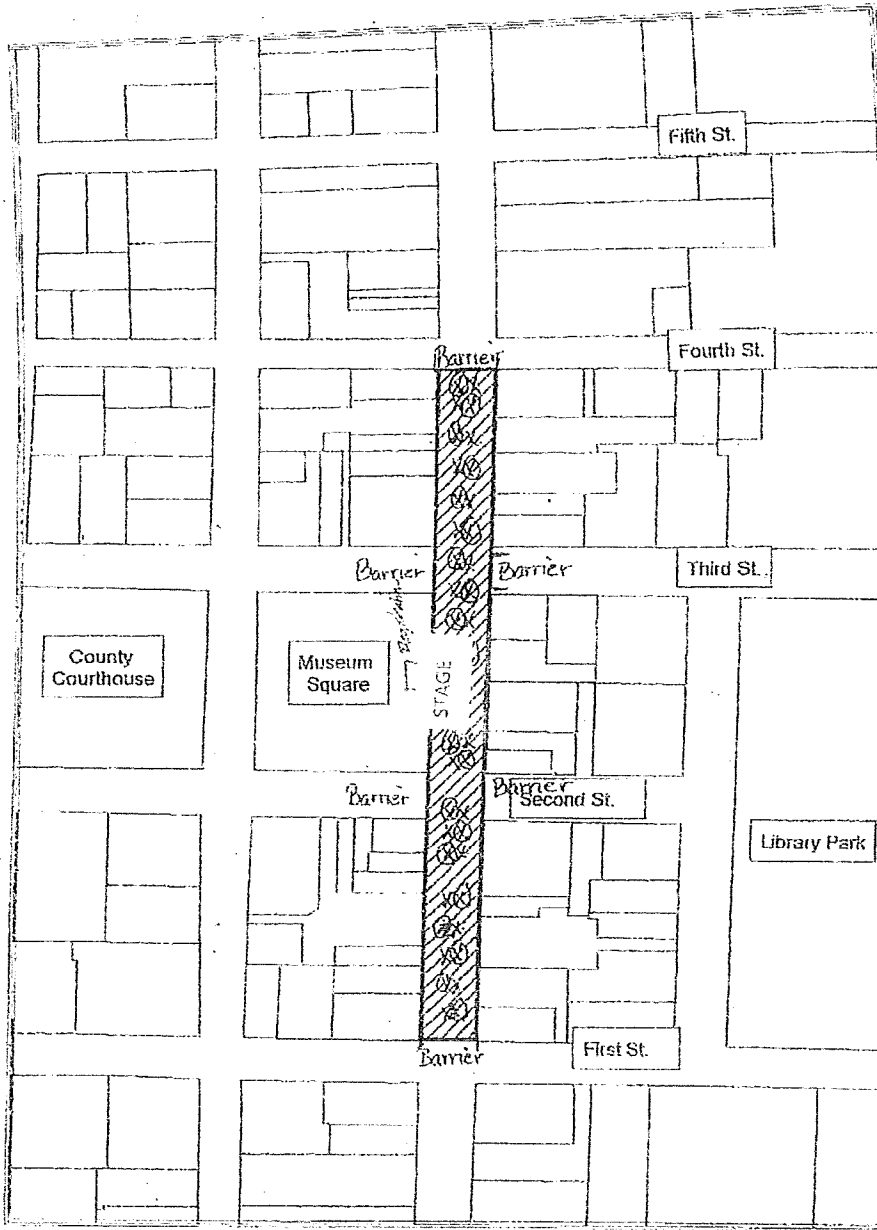 Fifth St.
Fourth St.
Barrier
Barrier
Barrier
Third St.
County
Courthouse
Museum
Square
STAGE
Barrier
Barrier
Second St.
Library Park
First St.
Barrier